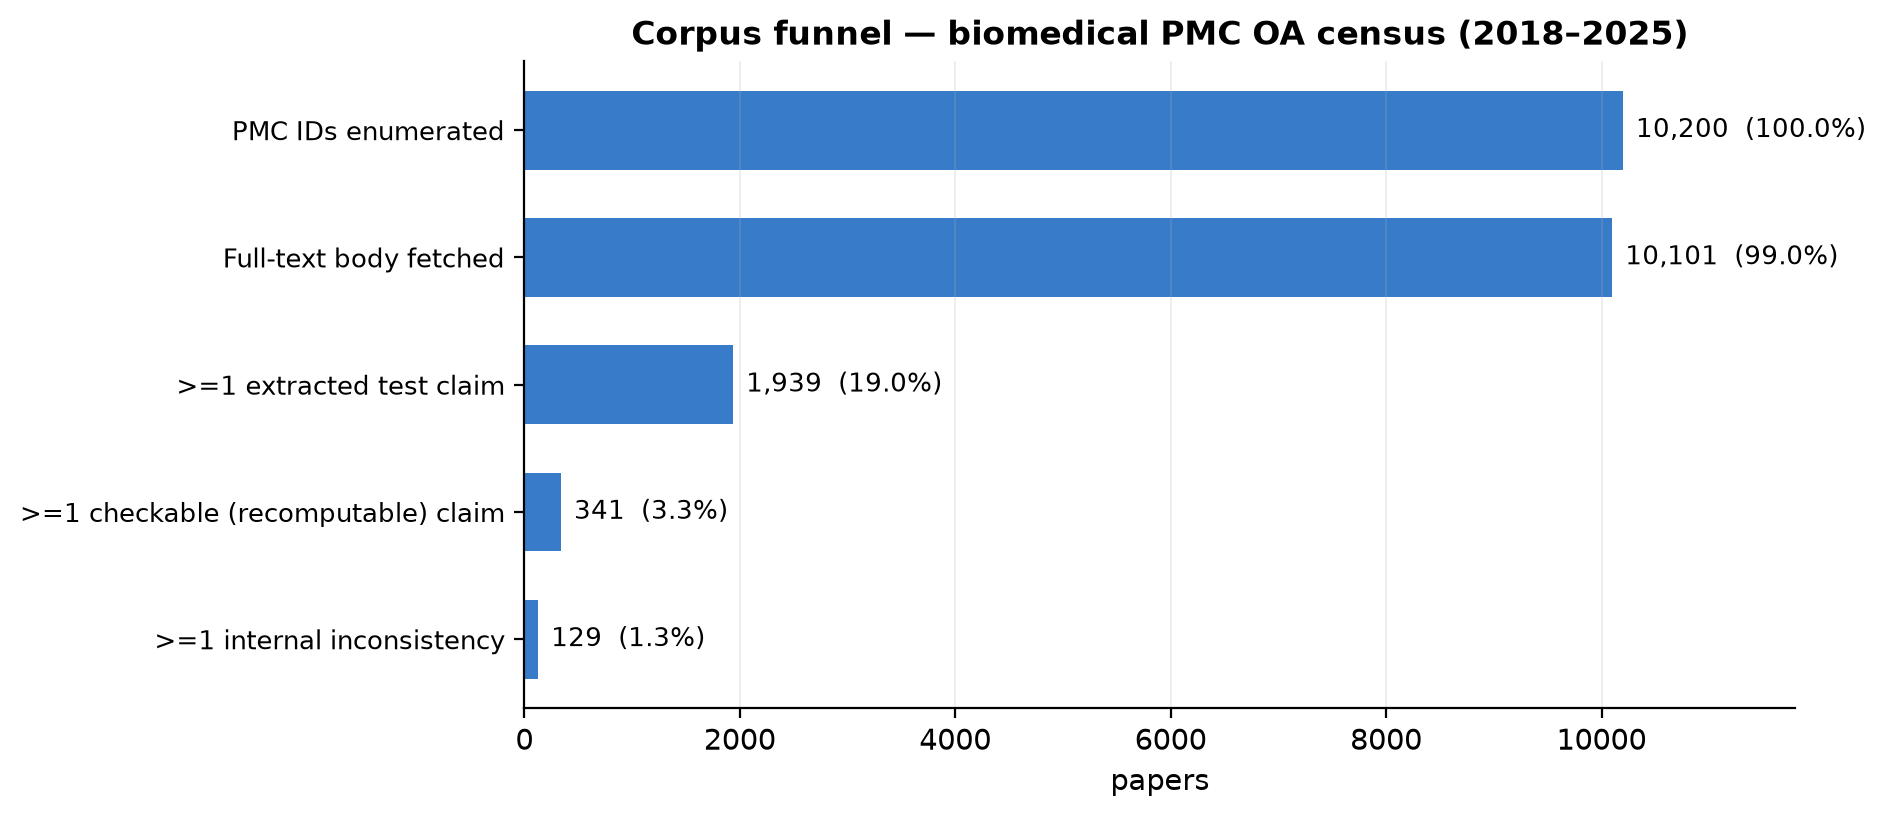 Corpus funnel — biomedical PMC OA census (2018–2025)
PMC IDs enumerated
10,200 (100.0%)
Full-text body fetched
10,101 (99.0%)
>=1 extracted test claim
1,939 (19.0%)
>=1 checkable (recomputable) claim
341 (3.3%)
>=1 internal inconsistency
129 (1.3%)
0 2000 4000 6000 8000 10000
papers